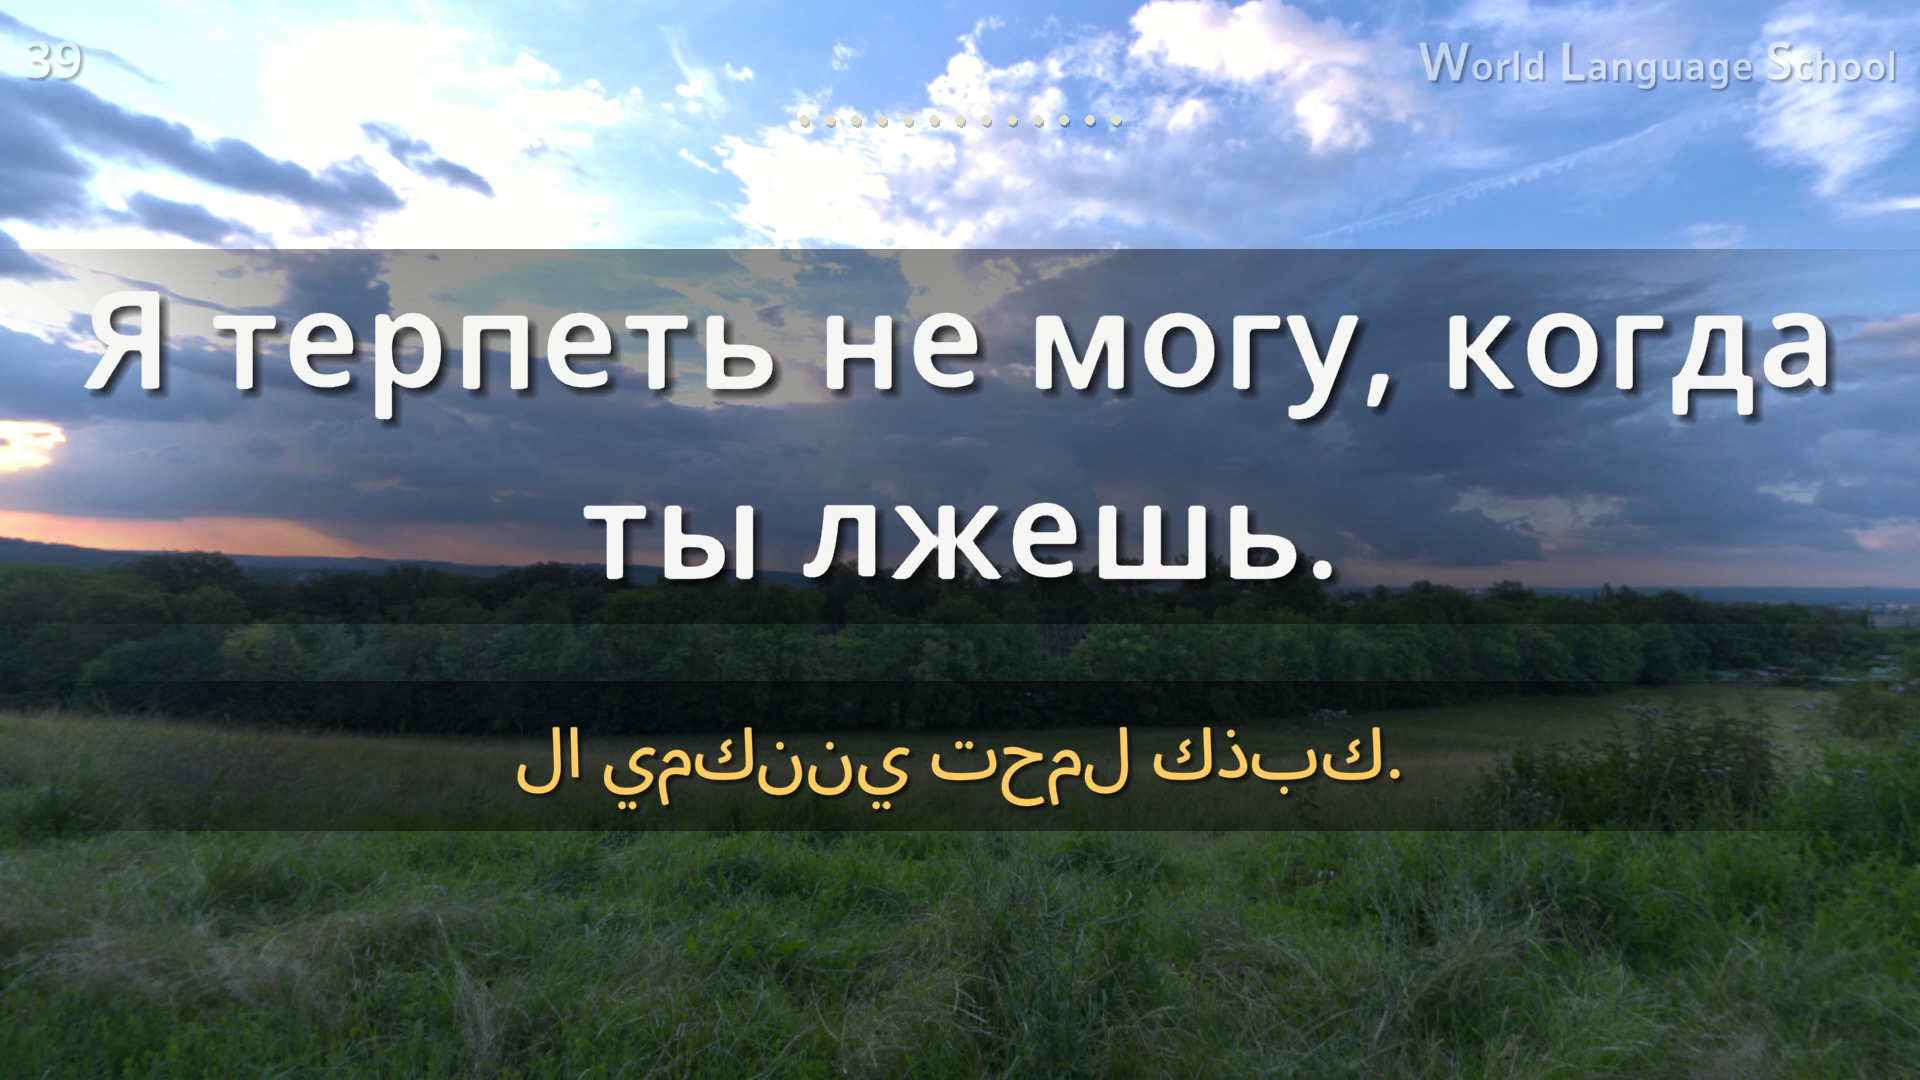 39
World Language School
Я терпеть не могу, когда
ты лжешь.
لا يمكنني تحمل كذبك.